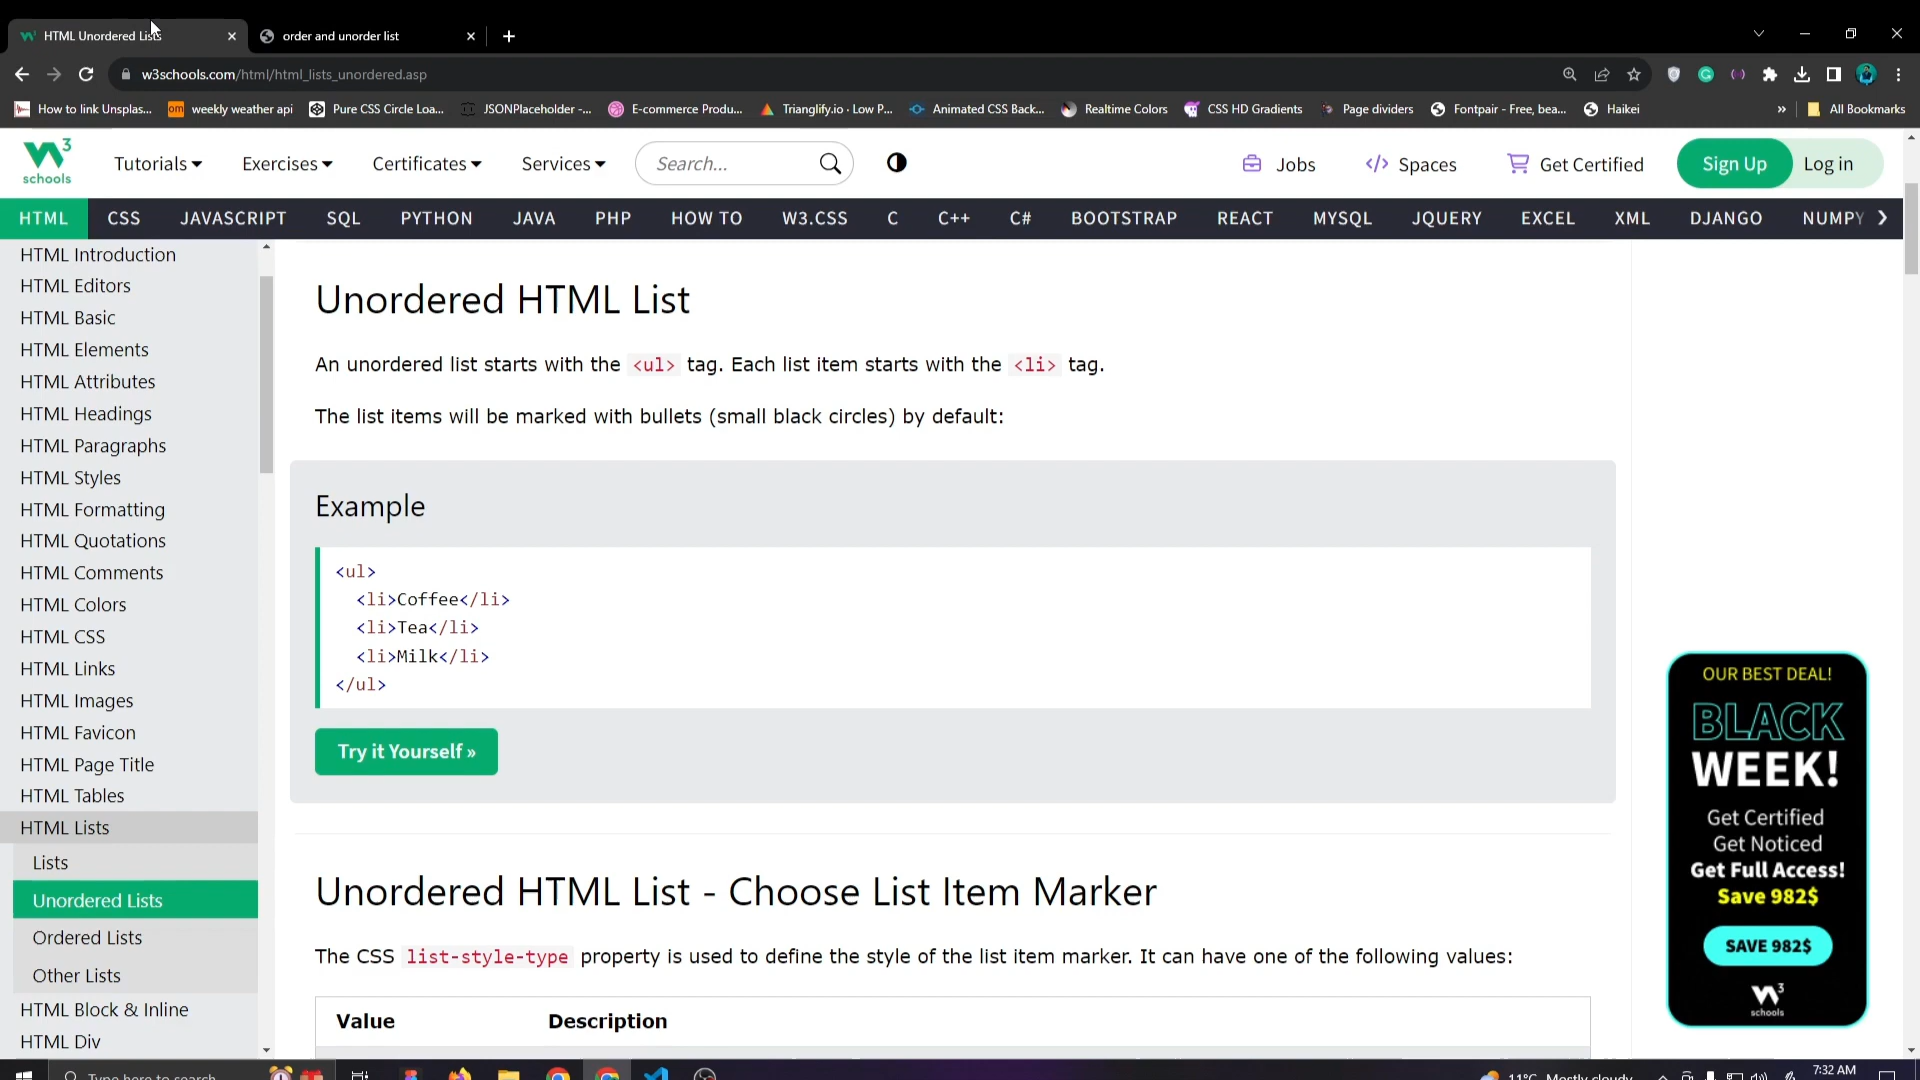 HTML Unordered Lists
order and unorder list
w3schools.com/html/html_lists_unordered.asp
How to link Unsplas...
weekly weather api
Pure CSS Circle Loa...
JSONPlaceholder -...
E-commerce Produ...
Trianglify.io · Low P...
Animated CSS Back...
Realtime Colors
CSS HD Gradients
Page dividers
Fontpair - Free, bea...
Haikei
»
All Bookmarks
W3
schools
Tutorials
Exercises
Certificates
Services
Search...
Jobs
</> Spaces
Get Certified
Sign Up
Log in
HTML
CSS
JAVASCRIPT
SQL
PYTHON
JAVA
PHP
HOW TO
W3.CSS
C
C++
C#
BOOTSTRAP
REACT
MYSQL
JQUERY
EXCEL
XML
DJANGO
NUMPY
HTML Introduction
HTML Editors
HTML Basic
HTML Elements
HTML Attributes
HTML Headings
HTML Paragraphs
HTML Styles
HTML Formatting
HTML Quotations
HTML Comments
HTML Colors
HTML CSS
HTML Links
HTML Images
HTML Favicon
HTML Page Title
HTML Tables
HTML Lists
Lists
Unordered Lists
Ordered Lists
Other Lists
HTML Block & Inline
HTML Div
Unordered HTML List
An unordered list starts with the <ul> tag. Each list item starts with the <li> tag.
The list items will be marked with bullets (small black circles) by default:
Example
<ul>
<li>Coffee</li>
<li>Tea</li>
<li>Milk</li>
</ul>
Try it Yourself »
Unordered HTML List - Choose List Item Marker
The CSS list-style-type property is used to define the style of the list item marker. It can have one of the following values:
Value
Description
OUR BEST DEAL!
BLACK
WEEK!
Get Certified
Get Noticed
Get Full Access!
Save 982$
SAVE 982$
W3
schools
Type here to search
11°C Mostly cloudy
7:32 AM